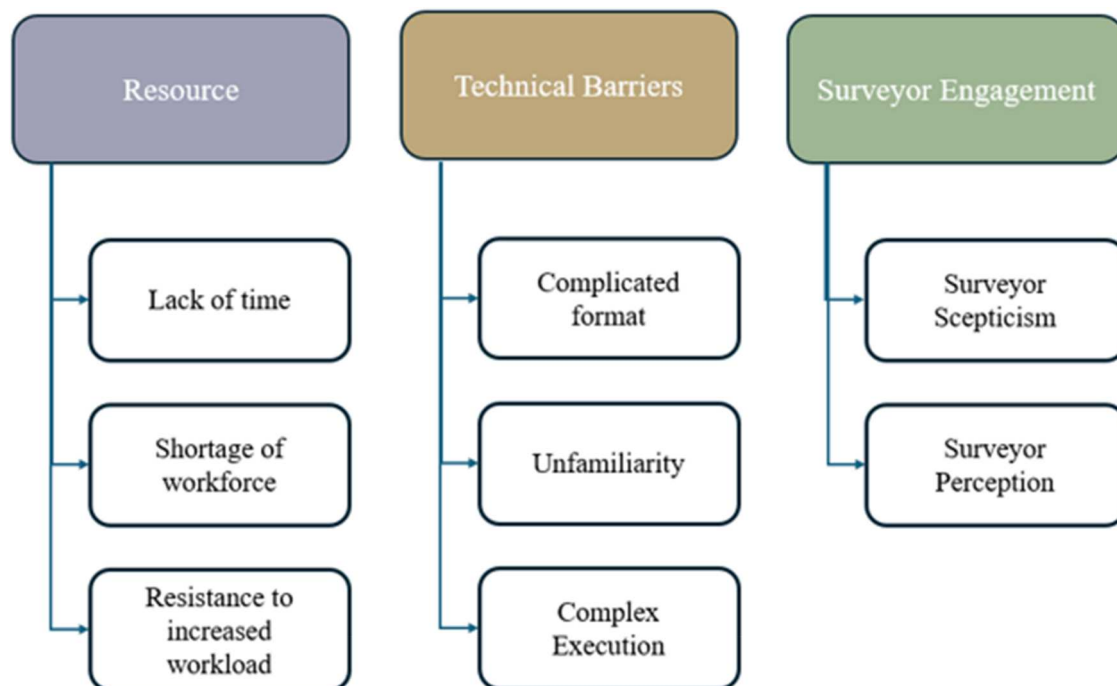 Resource
Lack of time
Shortage of
workforce
Resistance to
increased
workload
Technical Barriers
Complicated
format
Unfamiliarity
Complex
Execution
Surveyor Engagement
Surveyor
Scepticism
Surveyor
Perception